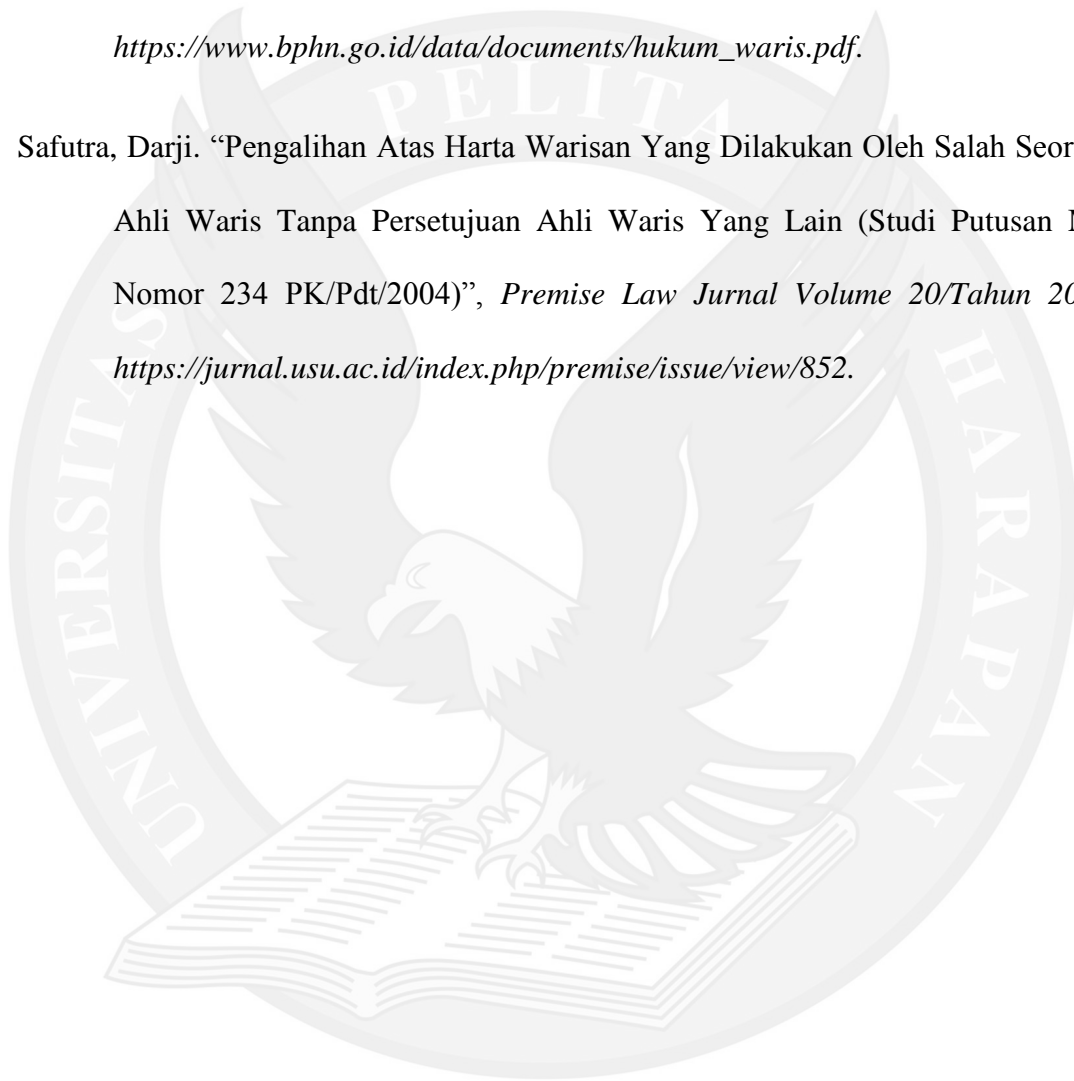 https://www.bphn.go.id/data/documents/hukum_waris.pdf.
PELITA
Safutra, Darji. “Pengalihan Atas Harta Warisan Yang Dilakukan Oleh Salah Seor
Ahli Waris Tanpa Persetujuan Ahli Waris Yang Lain (Studi Putusan
Nomor 234 PK/Pdt/2004)”, Premise Law Jurnal Volume 20/Tahun 20
https://jurnal.usu.ac.id/index.php/premise/issue/view/852.
UNIVERSITAS
HARAPAN